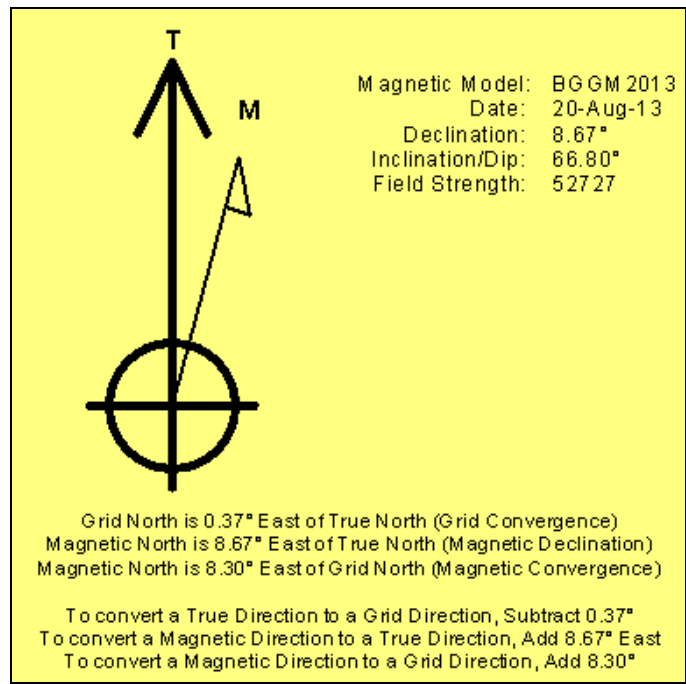 T
M
Magnetic Model: BGGM2013
Date: 20-Aug-13
Declination: 8.67°
Inclination/Dip: 66.80°
Field Strength: 52727
Grid North is 0.37° East of True North (Grid Convergence)
Magnetic North is 8.67° East of True North (Magnetic Declination)
Magnetic North is 8.30° East of Grid North (Magnetic Convergence)
To convert a True Direction to a Grid Direction, Subtract 0.37°
To convert a Magnetic Direction to a True Direction, Add 8.67° East
To convert a Magnetic Direction to a Grid Direction, Add 8.30°